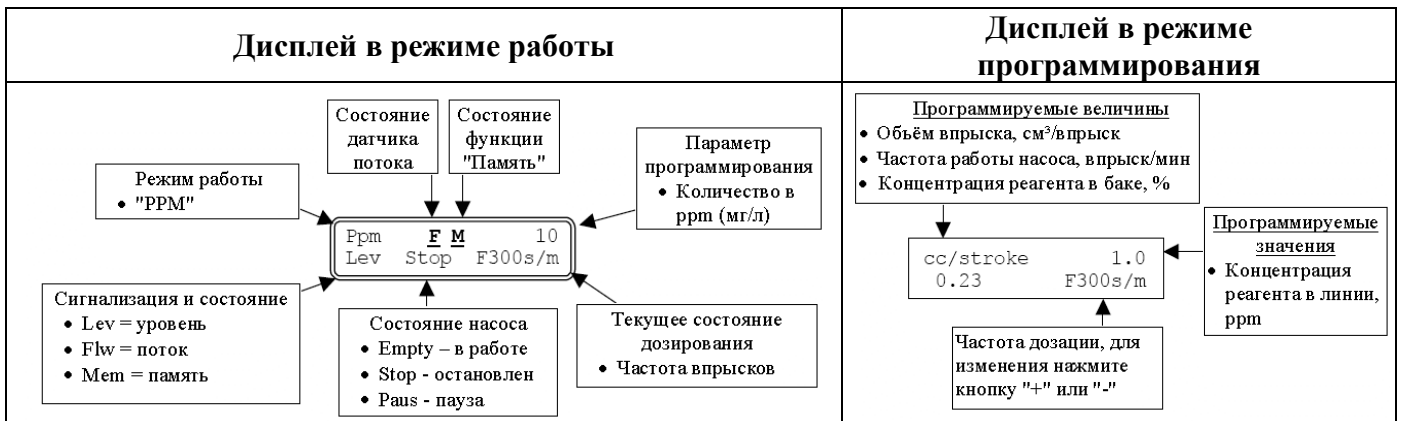 Дисплей в режиме работы
Дисплей в режиме
программирования
Состояние
датчика
потока
Состояние
функции
"Память"
Параметр
программирования
• Количество в
ppm (мг/л)
Режим работы
• "PPM"
Ppm F M 10
Lev Stop F300s/m
Сигнализация и состояние
• Lev = уровень
• Flw = поток
• Mem = память
Состояние насоса
• Empty – в работе
• Stop - остановлен
• Paus - пауза
Текущее состояние
дозирования
• Частота впрысков
Программируемые величины
• Обьём впрыска, см³/впрыск
• Частота работы насоса, впрыск/мин
• Концентрация реагента в баке, %
cc/stroke 1.0
0.23 F300s/m
Программируемые
значения
• Концентрация
реагента в линии,
ppm
Частота дозации, для
изменения нажмите
кнопку "+" или "-"